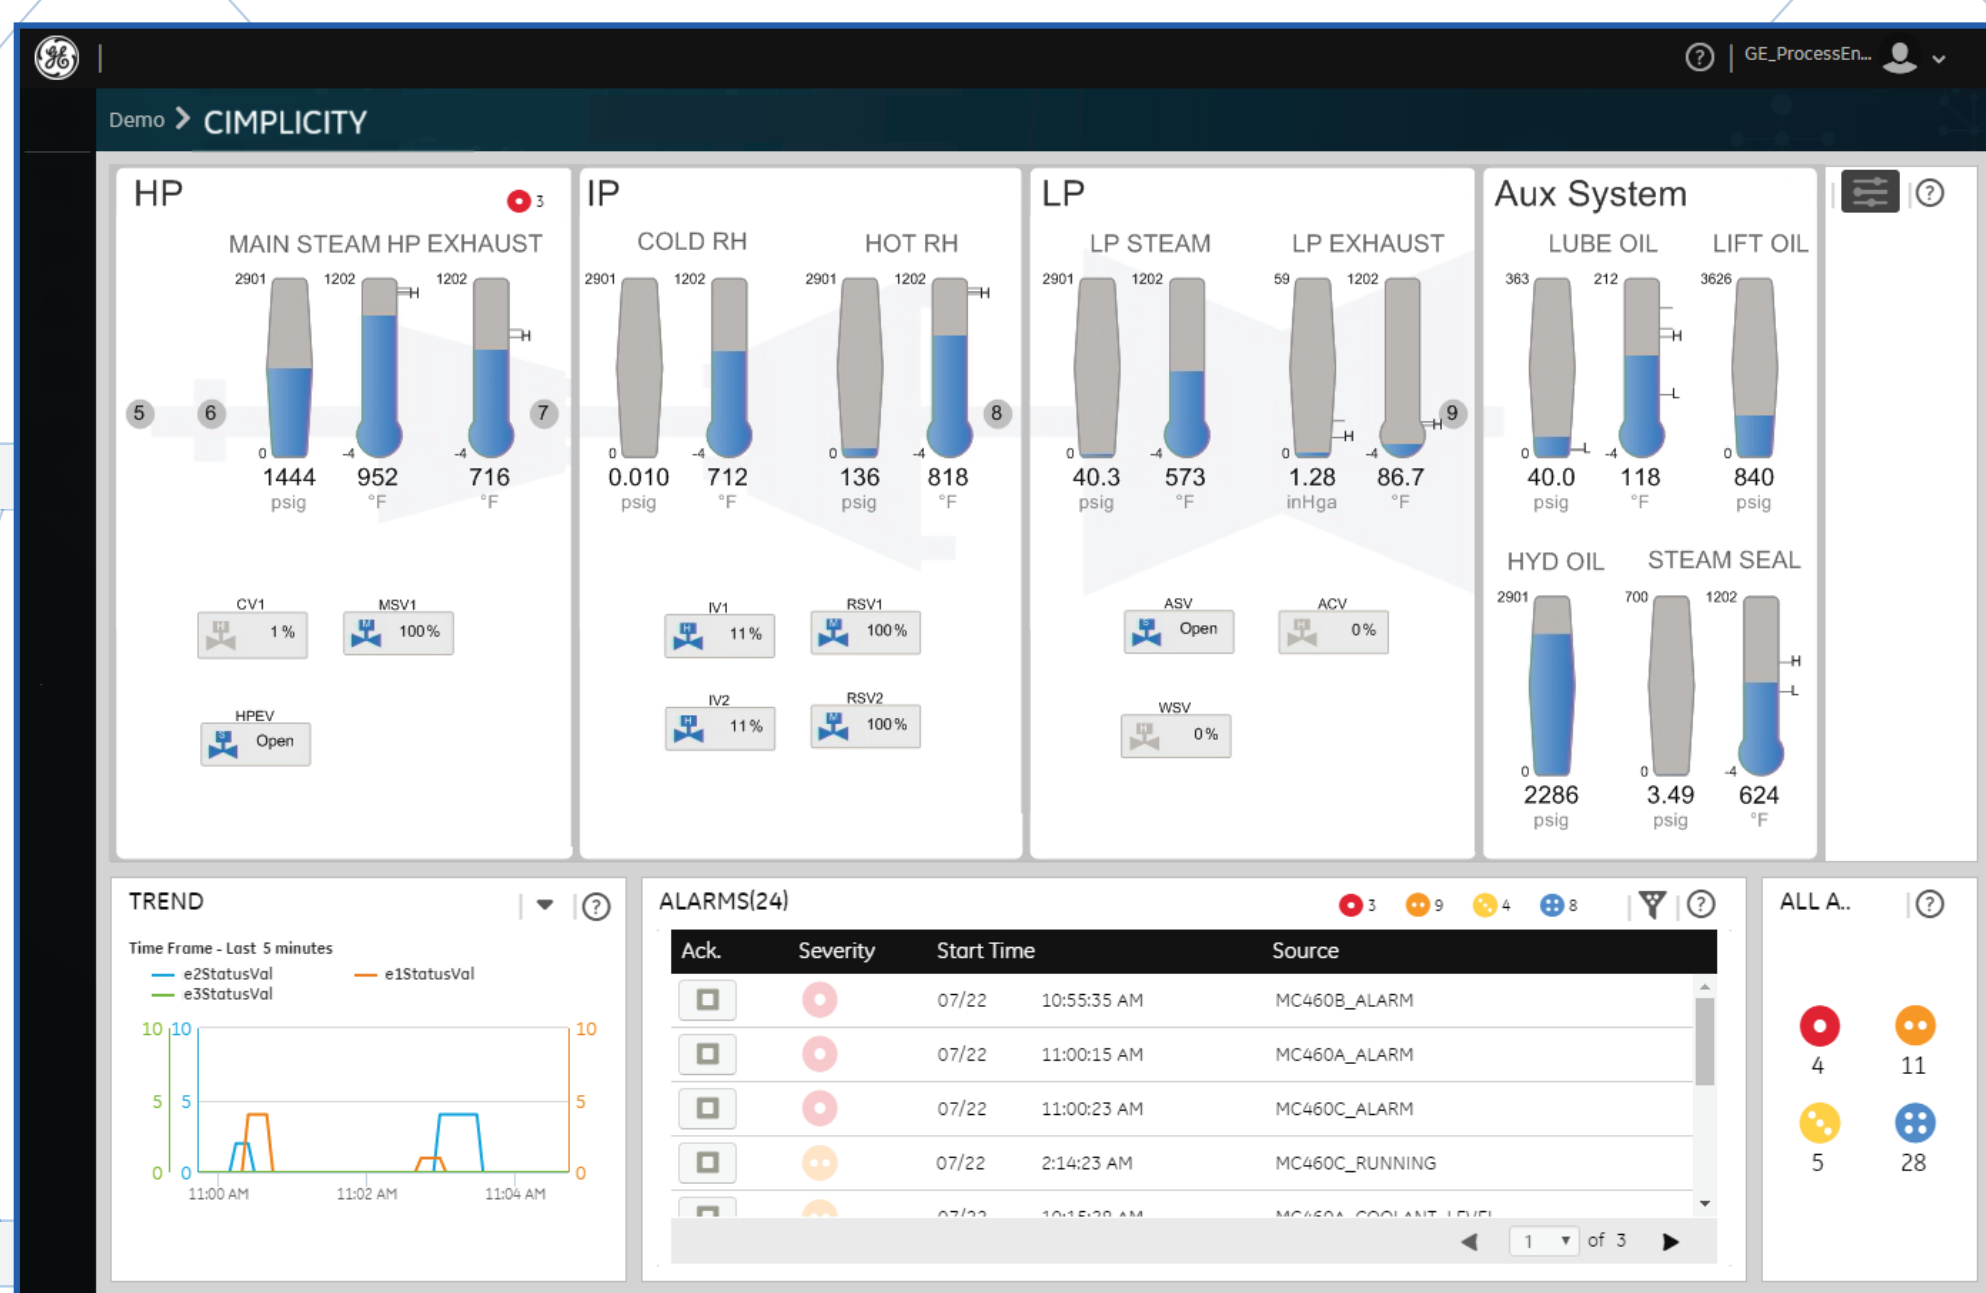 GE_ProcessEn...
Demo CIMPLICITY
HP
3
MAIN STEAM HP EXHAUST
2901 1202 1202
H
H
5 6 7
0 -4 -4
1444 952 716
psig °F °F
CV1
H 1%
MSV1
M 100%
HPEV
S Open
IP
COLD RH HOT RH
2901 1202 2901 1202
H
8
0 -4 0 -4
0.010 712 136 818
psig °F psig °F
IV1
H 11%
RSV1
M 100%
IV2
H 11%
RSV2
M 100%
LP
LP STEAM LP EXHAUST
2901 1202 59 1202
H H 9
0 -4 0 -4
40.3 573 1.28 86.7
psig °F inHga °F
ASV
S Open
ACV
H 0%
WSV
H 0%
Aux System
LUBE OIL LIFT OIL
363 212 3626
H
L
L
0 -4 0
40.0 118 840
psig °F psig
HYD OIL STEAM SEAL
2901 700 1202
H
L
0 0 -4
2286 3.49 624
psig psig °F
?
?
TREND
?
Time Frame - Last 5 minutes
e2StatusVal e1StatusVal
e3StatusVal
10 10 10
5 5 5
0 0 0
11:00 AM 11:02 AM 11:04 AM
ALARMS(24)
3 9 4 8
?
Ack. Severity Start Time Source
07/22 10:55:35 AM MC460B_ALARM
07/22 11:00:15 AM MC460A_ALARM
07/22 11:00:23 AM MC460C_ALARM
07/22 2:14:23 AM MC460C_RUNNING
07/22 10:15:39 AM MC460A_COOLANT_LEVEL
1 of 3
ALL A..
?
4 11
5 28